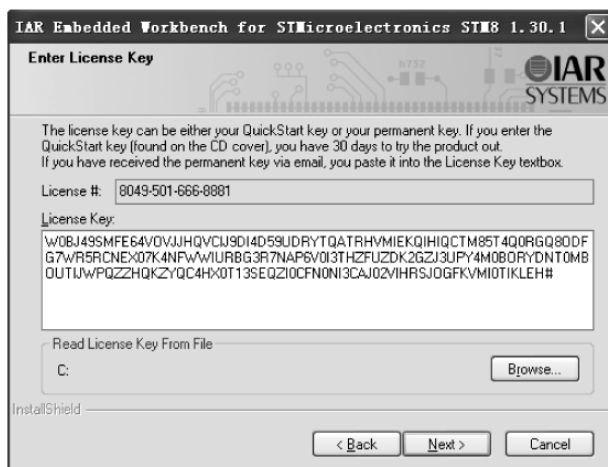 IAR Embedded Workbench for STMicroelectronics STM8 1.30.1
Enter License Key
IAR
SYSTEMS
The license key can be either your QuickStart key or your permanent key. If you enter the
QuickStart key (found on the CD cover), you have 30 days to try the product out.
If you have received the permanent key via email, you paste it into the License Key textbox.
License #: 8049-501-666-8881
License Key:
Read License Key From File
C:
Browse...
InstallShield
< Back
Next >
Cancel